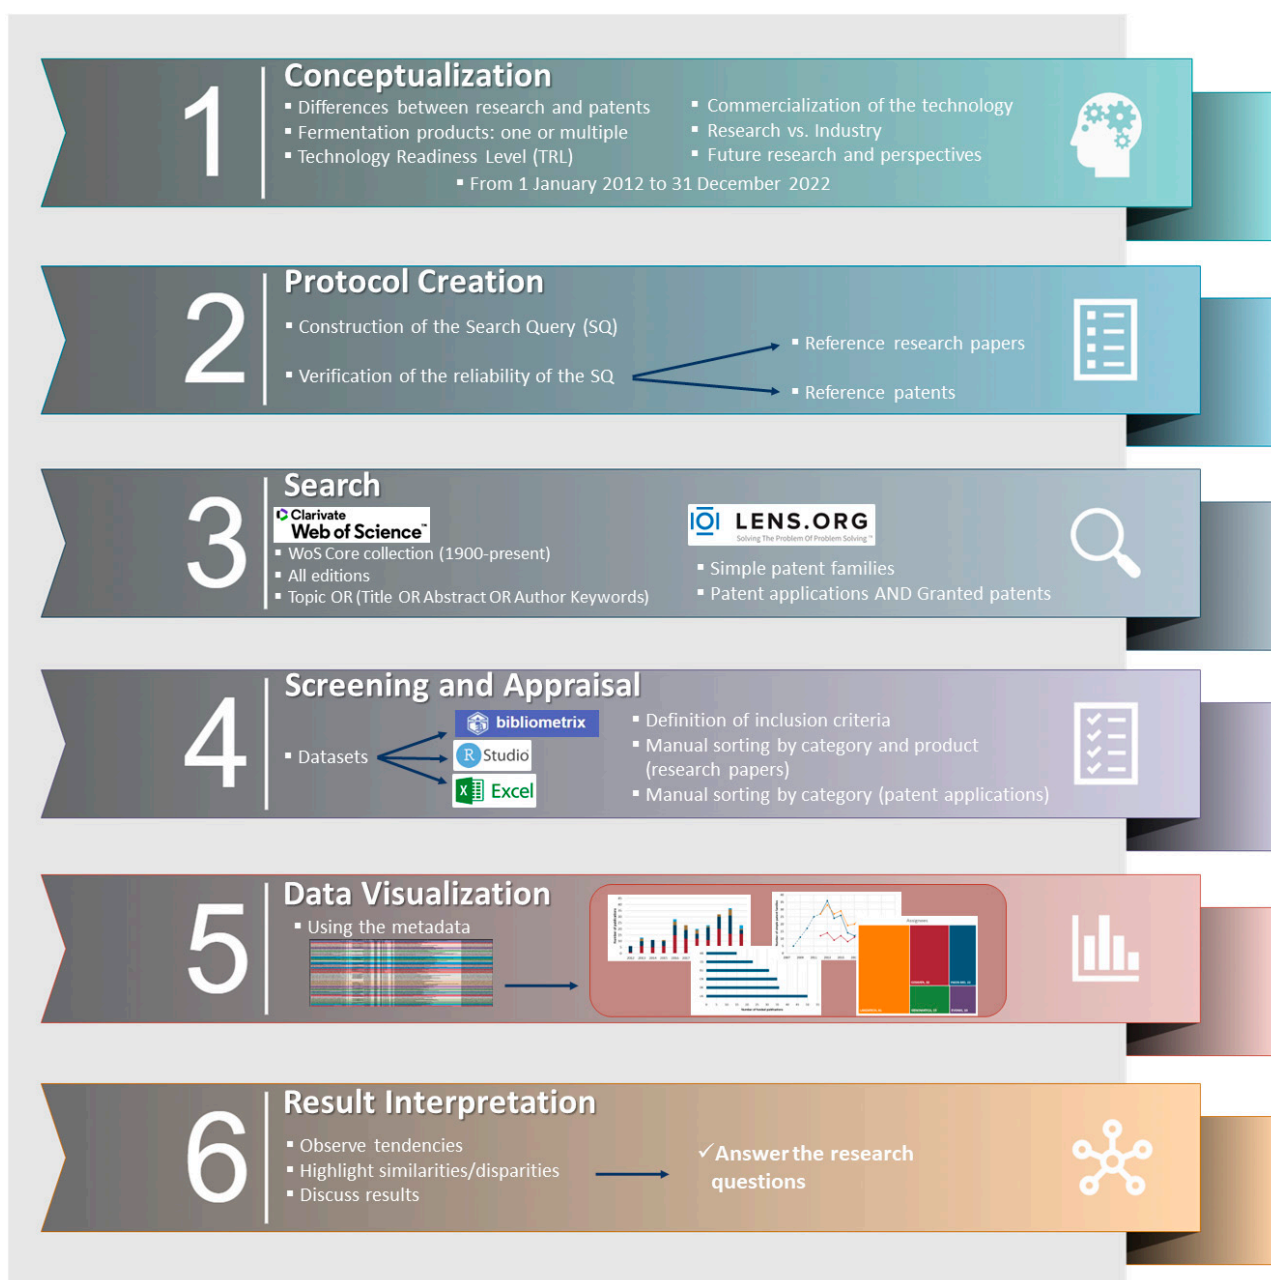 1
Conceptualization
▪ Differences between research and patents
▪ Fermentation products: one or multiple
▪ Technology Readiness Level (TRL)
▪ Commercialization of the technology
▪ Research vs. Industry
▪ Future research and perspectives
▪ From 1 January 2012 to 31 December 2022
2
Protocol Creation
▪ Construction of the Search Query (SQ)
▪ Verification of the reliability of the SQ
▪ Reference research papers
▪ Reference patents
3
Search
Clarivate
Web of Science™
▪ WoS Core collection (1900-present)
▪ All editions
▪ Topic OR (Title OR Abstract OR Author Keywords)
LENS.ORG
Solving The Problem Of Problem Solving ™
▪ Simple patent families
▪ Patent applications AND Granted patents
4
Screening and Appraisal
▪ Datasets
bibliometrix
R Studio
X Excel
▪ Definition of inclusion criteria
▪ Manual sorting by category and product
(research papers)
▪ Manual sorting by category (patent applications)
5
Data Visualization
▪ Using the metadata
Number of publications
6
Result Interpretation
▪ Observe tendencies
▪ Highlight similarities/disparities
▪ Discuss results
✓Answer the research
questions